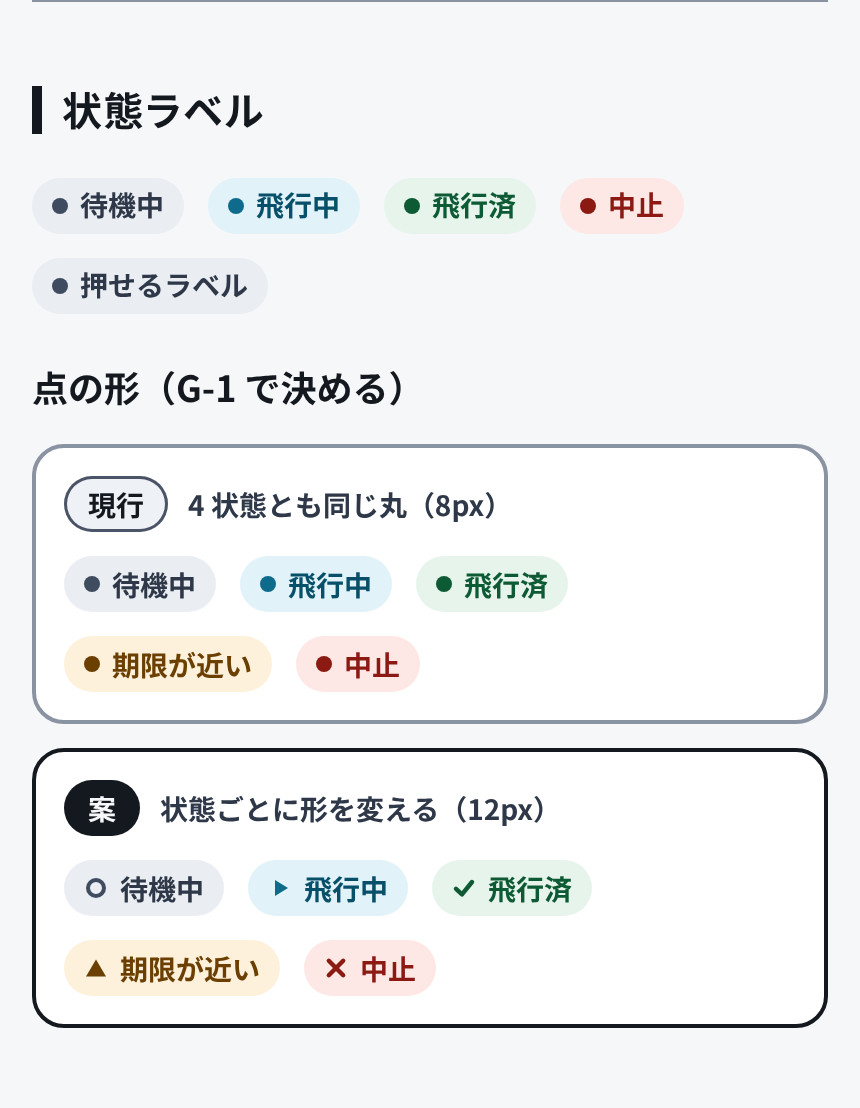 状態ラベル
待機中 飛行中 飛行済 中止
押せるラベル
点の形（G-1 で決める）
現行 4 状態とも同じ丸（8px）
待機中 飛行中 飛行済
期限が近い 中止
案 状態ごとに形を変える（12px）
待機中 飛行中 飛行済
期限が近い 中止